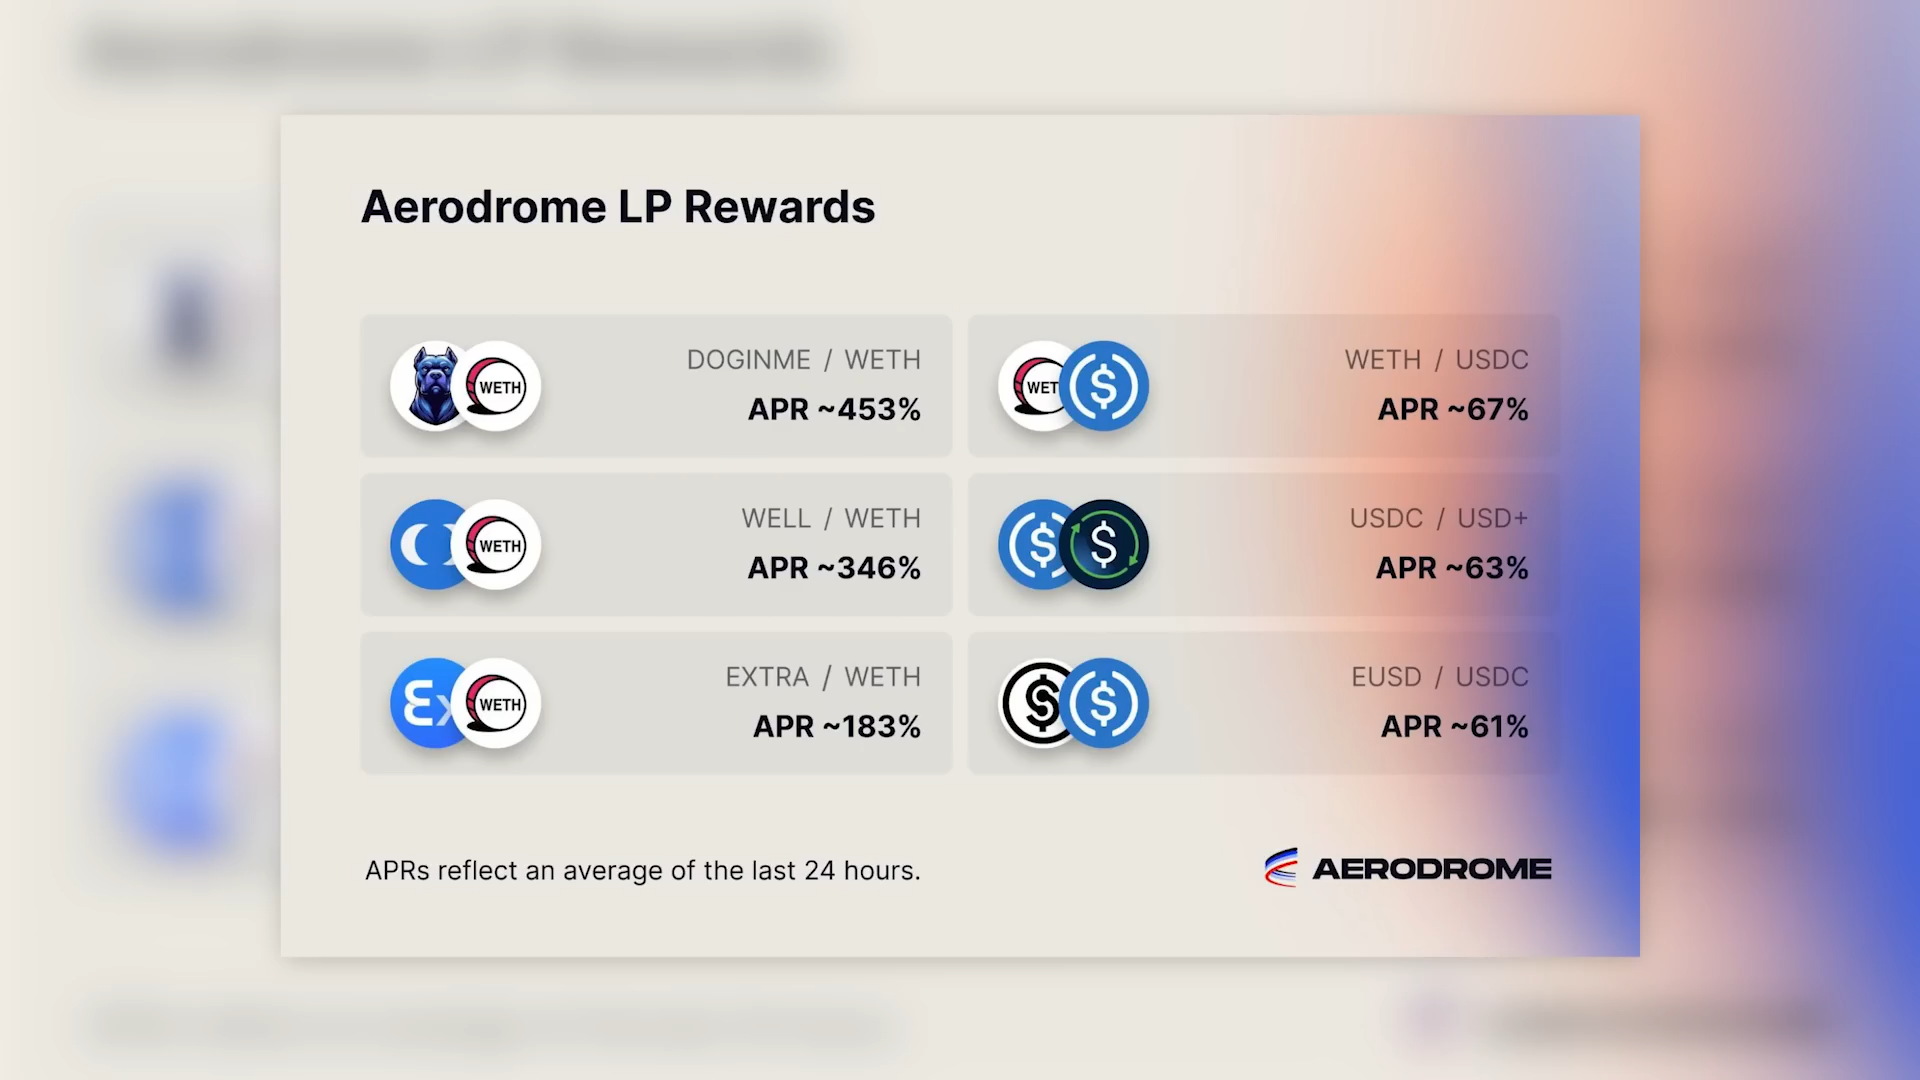 Aerodrome LP Rewards
WETH
DOGINME / WETH
APR ~453%
WET
WETH / USDC
APR ~67%
WETH
WELL / WETH
APR ~346%
USDC / USD+
APR ~63%
Ex
WETH
EXTRA / WETH
APR ~183%
EUSD / USDC
APR ~61%
APRs reflect an average of the last 24 hours.
AERODROME